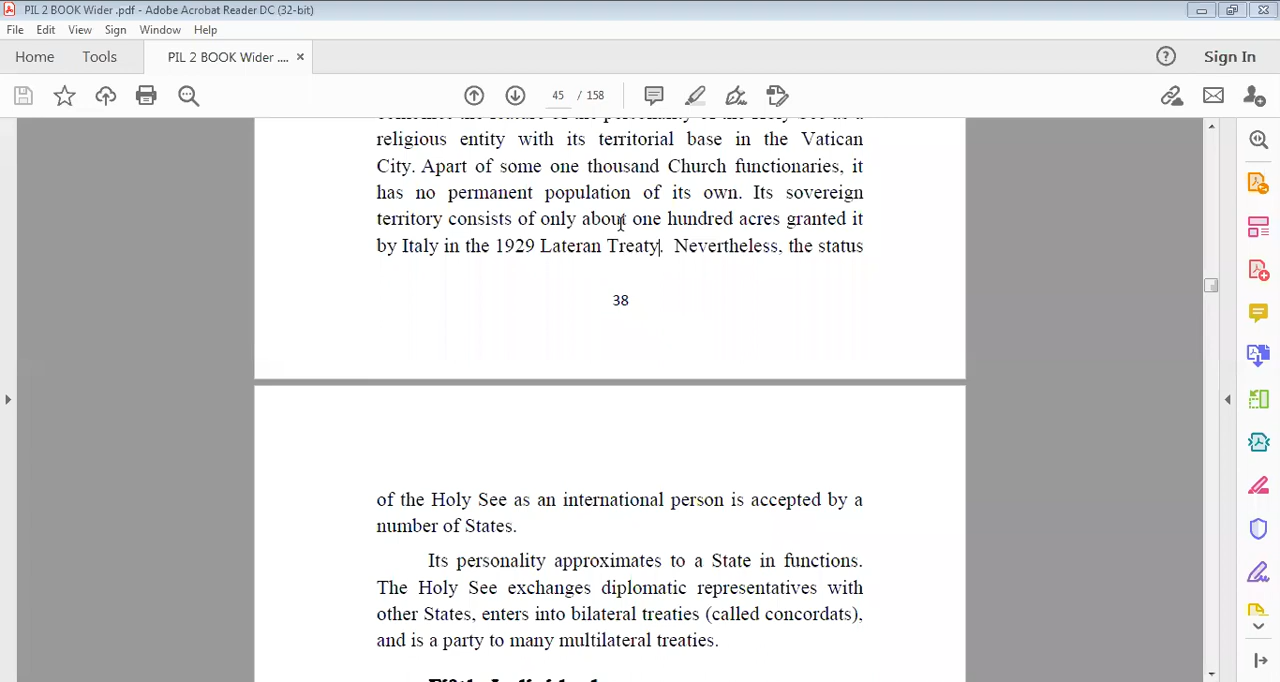 PIL 2 BOOK Wider .pdf - Adobe Acrobat Reader DC (32-bit)
File Edit View Sign Window Help
Home Tools PIL 2 BOOK Wider .... × Sign In
45 / 158
religious entity with its territorial base in the Vatican
City. Apart of some one thousand Church functionaries, it
has no permanent population of its own. Its sovereign
territory consists of only about one hundred acres granted it
by Italy in the 1929 Lateran Treaty. Nevertheless, the status
38
of the Holy See as an international person is accepted by a
number of States.
Its personality approximates to a State in functions.
The Holy See exchanges diplomatic representatives with
other States, enters into bilateral treaties (called concordats),
and is a party to many multilateral treaties.